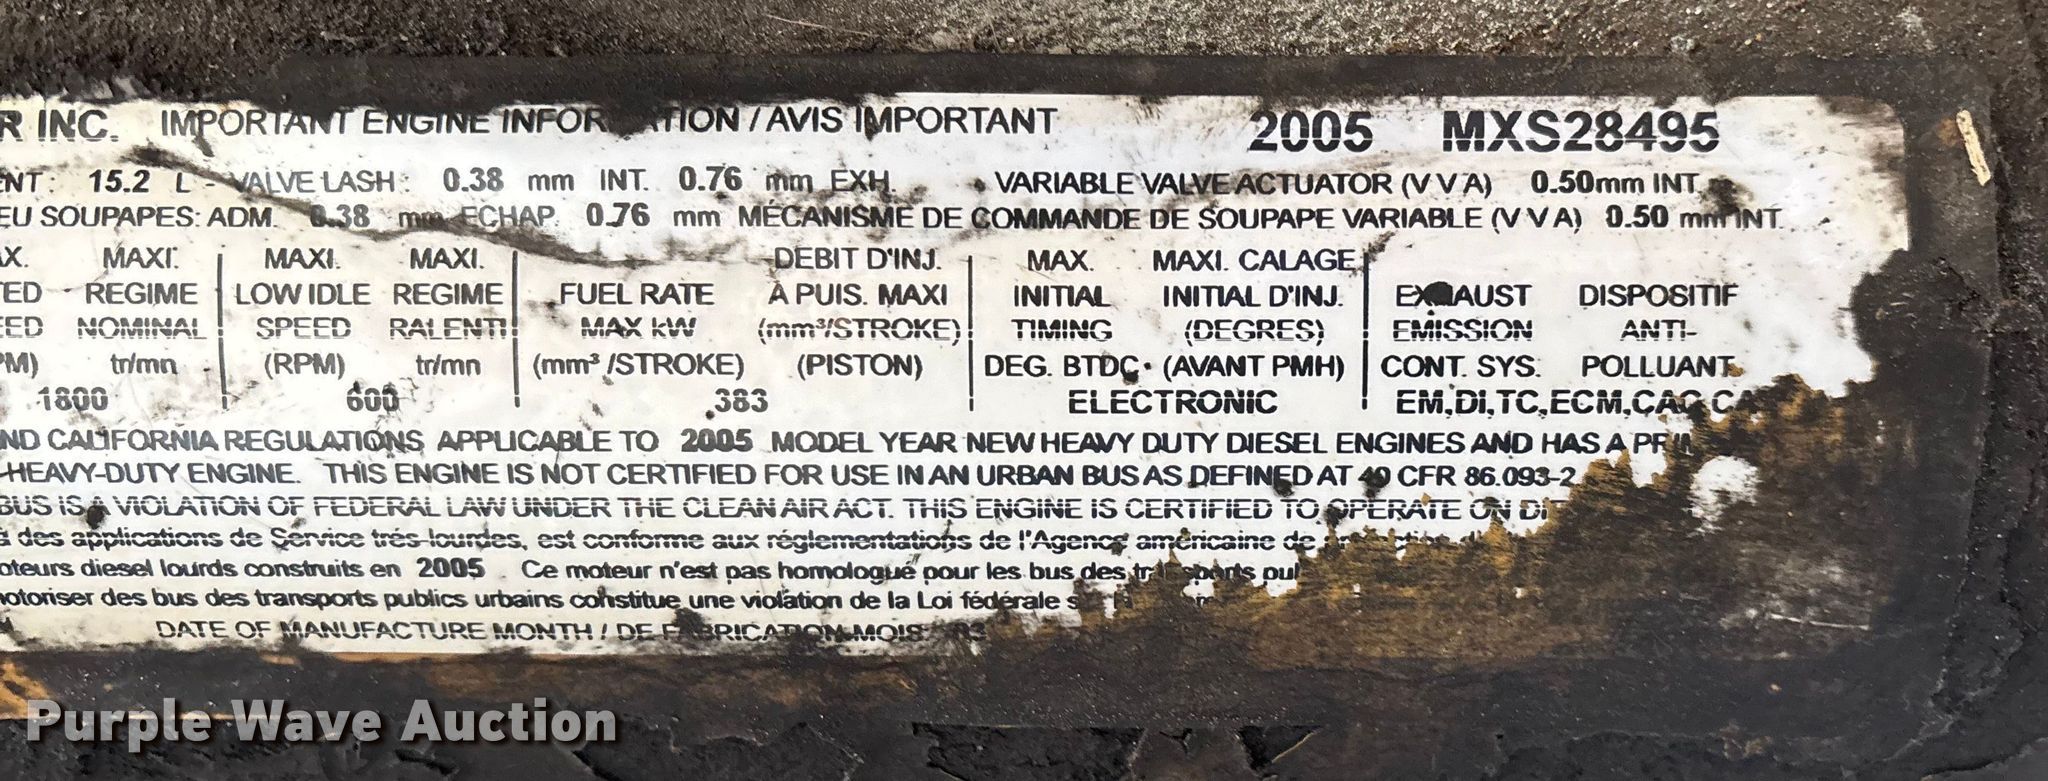 R INC. IMPORTANT ENGINE INFOR TION / AVIS IMPORTANT 2005 MXS28495
ENT: 15.2 L - VALVE LASH: 0.38 mm INT. 0.76 mm EXH. VARIABLE VALVE ACTUATOR (V V A) 0.50mm INT.
EU SOUPAPES: ADM. 0.38 mm ECHAP. 0.76 mm MÉCANISME DE COMMANDE DE SOUPAPE VARIABLE (V V A) 0.50 mm INT.
X. MAXI. MAXI. MAXI. DEBIT D'INJ. MAX. MAXI. CALAGE
TED REGIME LOW IDLE REGIME FUEL RATE À PUIS. MAXI INITIAL INITIAL D'INJ. EXHAUST DISPOSITIF
EED NOMINAL SPEED RALENTI MAX kW (mm³/STROKE) TIMING (DEGRES) EMISSION ANTI-
PM) tr/mn (RPM) tr/mn (mm³ /STROKE) (PISTON) DEG. BTDC (AVANT PMH) CONT. SYS. POLLUANT
1800 600 383 ELECTRONIC EM,DI,TC,ECM,CAC CA
ND CALIFORNIA REGULATIONS APPLICABLE TO 2005 MODEL YEAR NEW HEAVY DUTY DIESEL ENGINES AND HAS A PRIM
-HEAVY-DUTY ENGINE. THIS ENGINE IS NOT CERTIFIED FOR USE IN AN URBAN BUS AS DEFINED AT 40 CFR 86.093-2
BUS IS A VIOLATION OF FEDERAL LAW UNDER THE CLEAN AIR ACT. THIS ENGINE IS CERTIFIED TO OPERATE ON DI
à des applications de Service trés-lourdes, est conforme aux réglementations de l'Agence américaine de
oteurs diesel lourds construits en 2005 Ce moteur n'est pas homologué pour les bus des transports pul
notoriser des bus des transports publics urbains constitue une violation de la Loi fédérale s
DATE OF MANUFACTURE MONTH / DE FABRICATION-MOIS
Purple Wave Auction